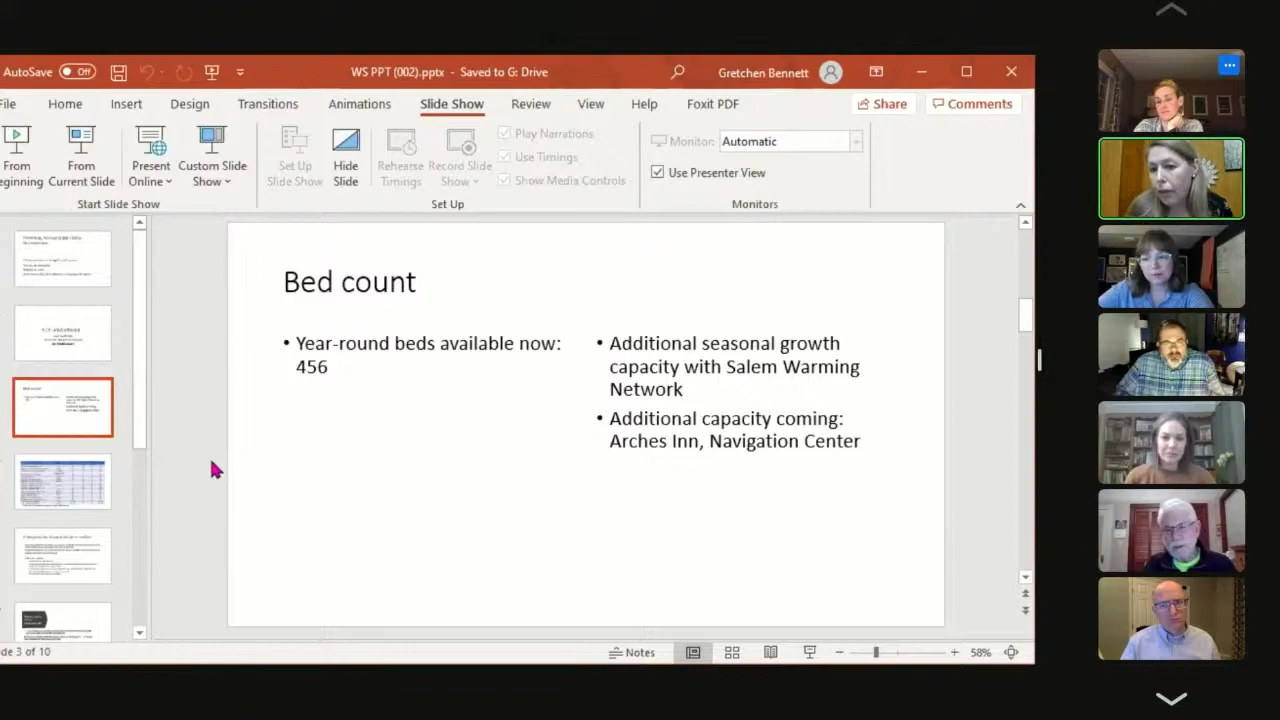 AutoSave Off
WS PPT (002).pptx - Saved to G: Drive
Gretchen Bennett
File Home Insert Design Transitions Animations Slide Show Review View Help Foxit PDF
Share Comments
From
Beginning
From
Current Slide
Present
Online
Custom Slide
Show
Start Slide Show
Set Up
Slide Show
Hide
Slide
Rehearse
Timings
Record Slide
Show
Play Narrations
Use Timings
Show Media Controls
Set Up
Monitor: Automatic
Use Presenter View
Monitors
Bed count
• Year-round beds available now:
456
• Additional seasonal growth
capacity with Salem Warming
Network
• Additional capacity coming:
Arches Inn, Navigation Center
Slide 3 of 10
Notes
58%